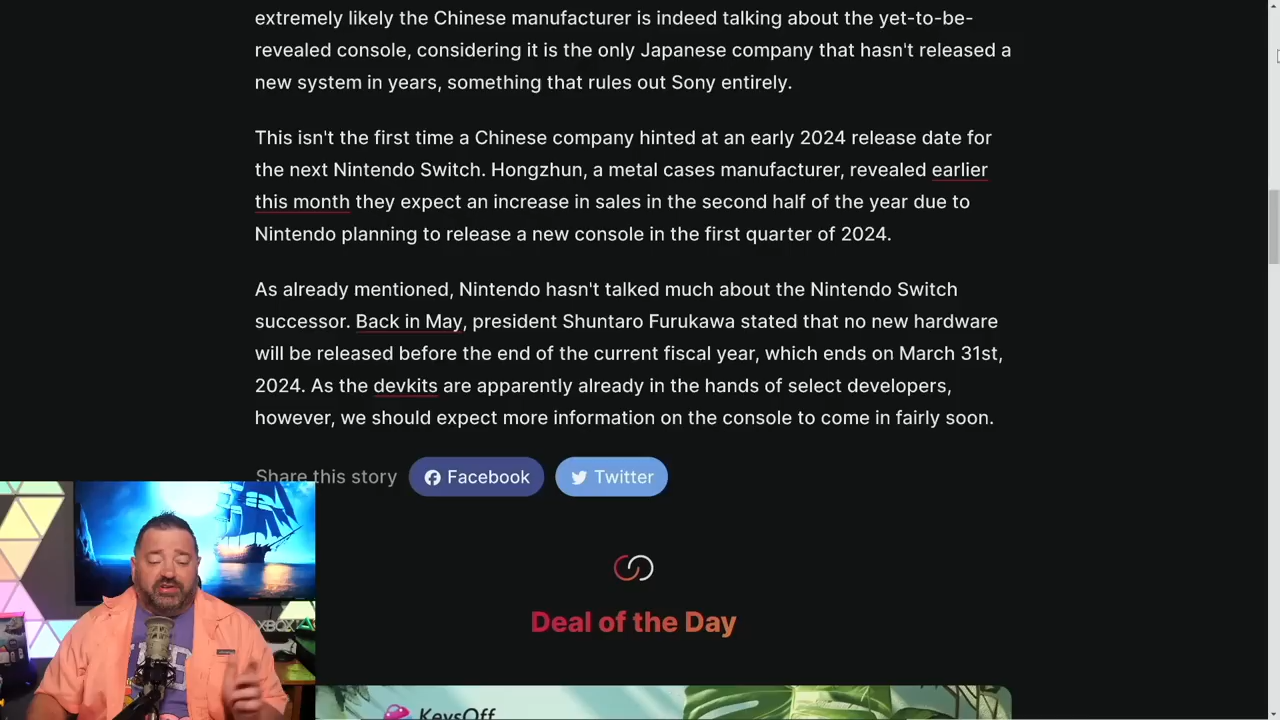 extremely likely the Chinese manufacturer is indeed talking about the yet-to-be-
revealed console, considering it is the only Japanese company that hasn't released a
new system in years, something that rules out Sony entirely.
This isn't the first time a Chinese company hinted at an early 2024 release date for
the next Nintendo Switch. Hongzhun, a metal cases manufacturer, revealed earlier
this month they expect an increase in sales in the second half of the year due to
Nintendo planning to release a new console in the first quarter of 2024.
As already mentioned, Nintendo hasn't talked much about the Nintendo Switch
successor. Back in May, president Shuntaro Furukawa stated that no new hardware
will be released before the end of the current fiscal year, which ends on March 31st,
2024. As the devkits are apparently already in the hands of select developers,
however, we should expect more information on the console to come in fairly soon.
Share this story Facebook Twitter
Deal of the Day
XBOX
KeysOff